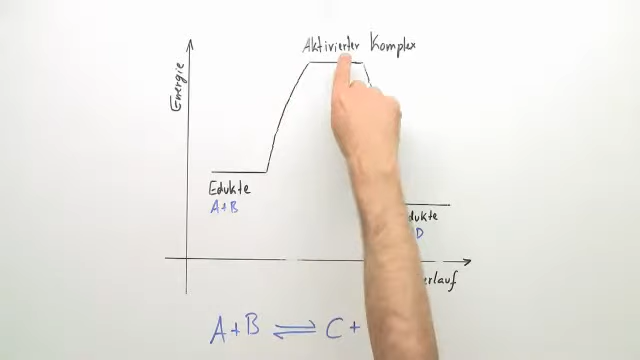 Aktivierter Komplex
Energie
Edukte
A+B
dukte
D
erlauf
A+B ⇌ C+